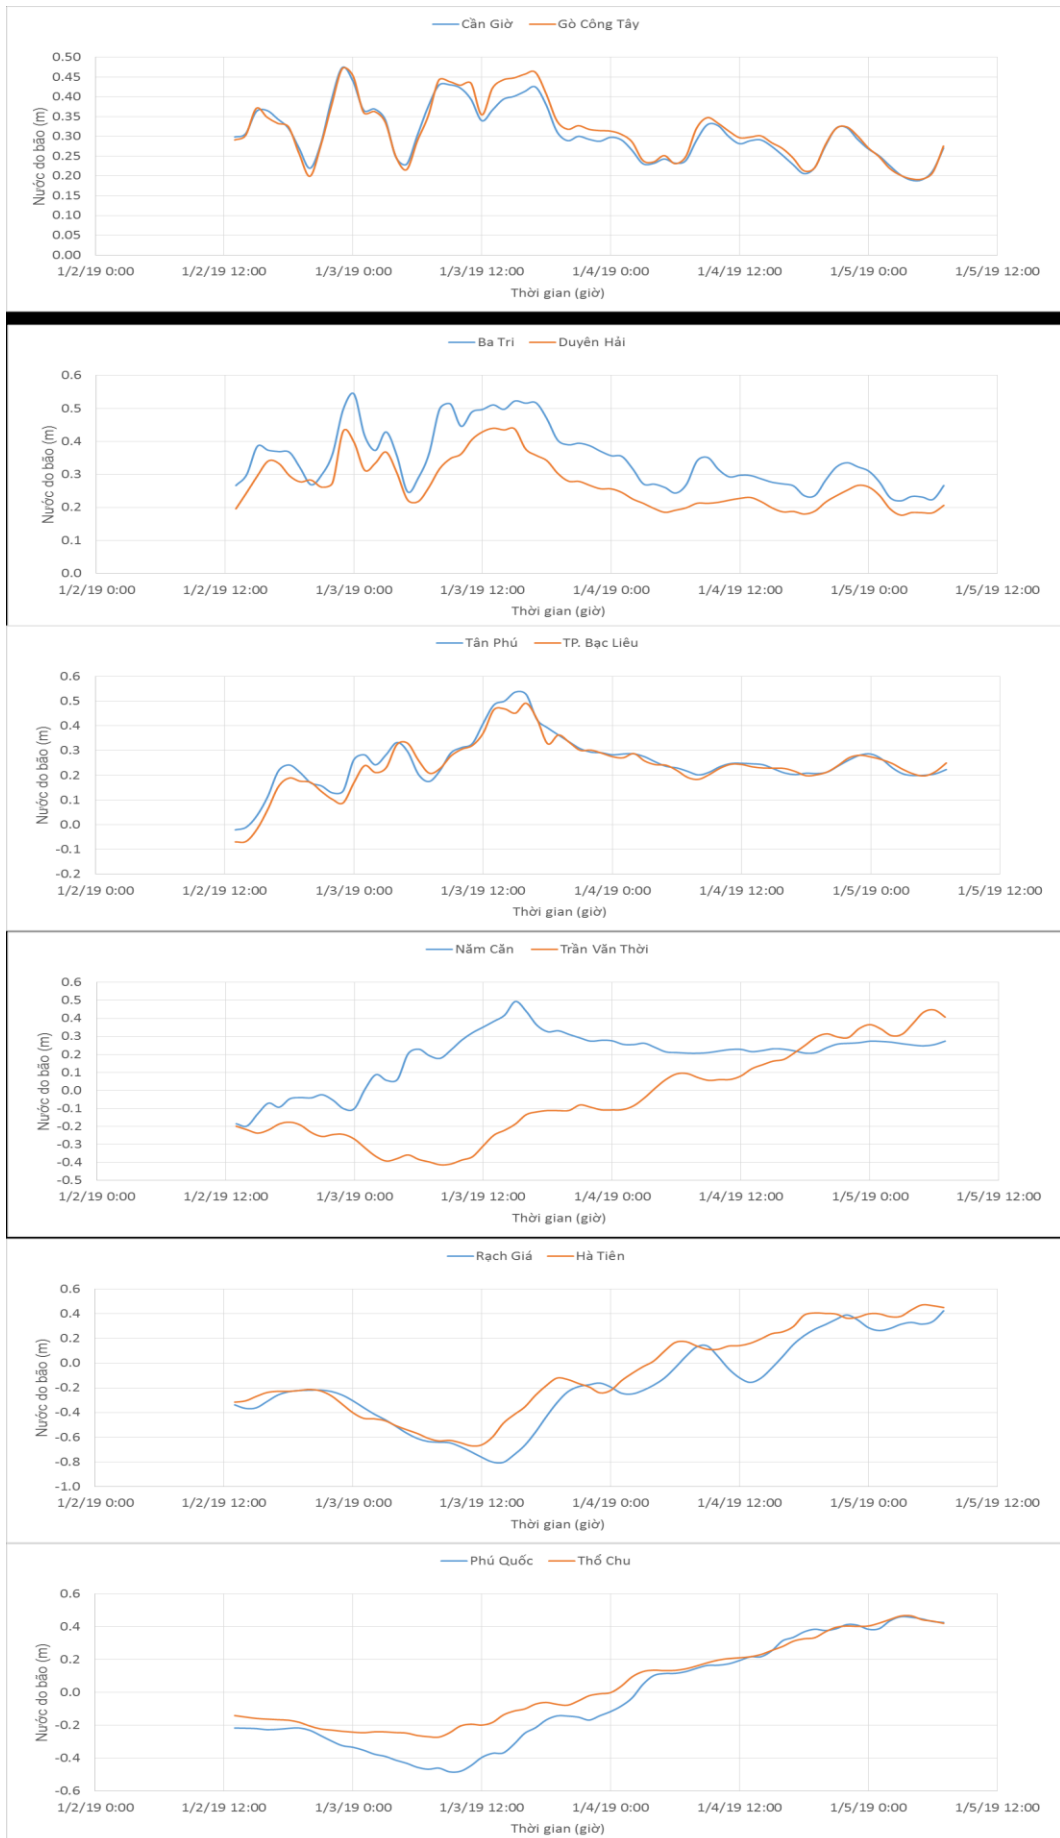 Cần Giờ Gò Công Tây
0.50
0.45
0.40
0.35
0.30
0.25
0.20
0.15
0.10
0.05
0.00
Nước do bão (m)
1/2/19 0:00 1/2/19 12:00 1/3/19 0:00 1/3/19 12:00 1/4/19 0:00 1/4/19 12:00 1/5/19 0:00 1/5/19 12:00
Thời gian (giờ)
Ba Tri Duyên Hải
0.6
0.5
0.4
0.3
0.2
0.1
0.0
Nước do bão (m)
1/2/19 0:00 1/2/19 12:00 1/3/19 0:00 1/3/19 12:00 1/4/19 0:00 1/4/19 12:00 1/5/19 0:00 1/5/19 12:00
Thời gian (giờ)
Tân Phú TP. Bạc Liêu
0.6
0.5
0.4
0.3
0.2
0.1
0.0
-0.1
-0.2
Nước do bão (m)
1/2/19 0:00 1/2/19 12:00 1/3/19 0:00 1/3/19 12:00 1/4/19 0:00 1/4/19 12:00 1/5/19 0:00 1/5/19 12:00
Thời gian (giờ)
Năm Căn Trần Văn Thời
0.6
0.5
0.4
0.3
0.2
0.1
0.0
-0.1
-0.2
-0.3
-0.4
-0.5
Nước do bão (m)
1/2/19 0:00 1/2/19 12:00 1/3/19 0:00 1/3/19 12:00 1/4/19 0:00 1/4/19 12:00 1/5/19 0:00 1/5/19 12:00
Thời gian (giờ)
Rạch Giá Hà Tiên
0.6
0.4
0.2
0.0
-0.2
-0.4
-0.6
-0.8
-1.0
Nước do bão (m)
1/2/19 0:00 1/2/19 12:00 1/3/19 0:00 1/3/19 12:00 1/4/19 0:00 1/4/19 12:00 1/5/19 0:00 1/5/19 12:00
Thời gian (giờ)
Phú Quốc Thổ Chu
0.6
0.4
0.2
0.0
-0.2
-0.4
-0.6
Nước do bão (m)
1/2/19 0:00 1/2/19 12:00 1/3/19 0:00 1/3/19 12:00 1/4/19 0:00 1/4/19 12:00 1/5/19 0:00 1/5/19 12:00
Thời gian (giờ)